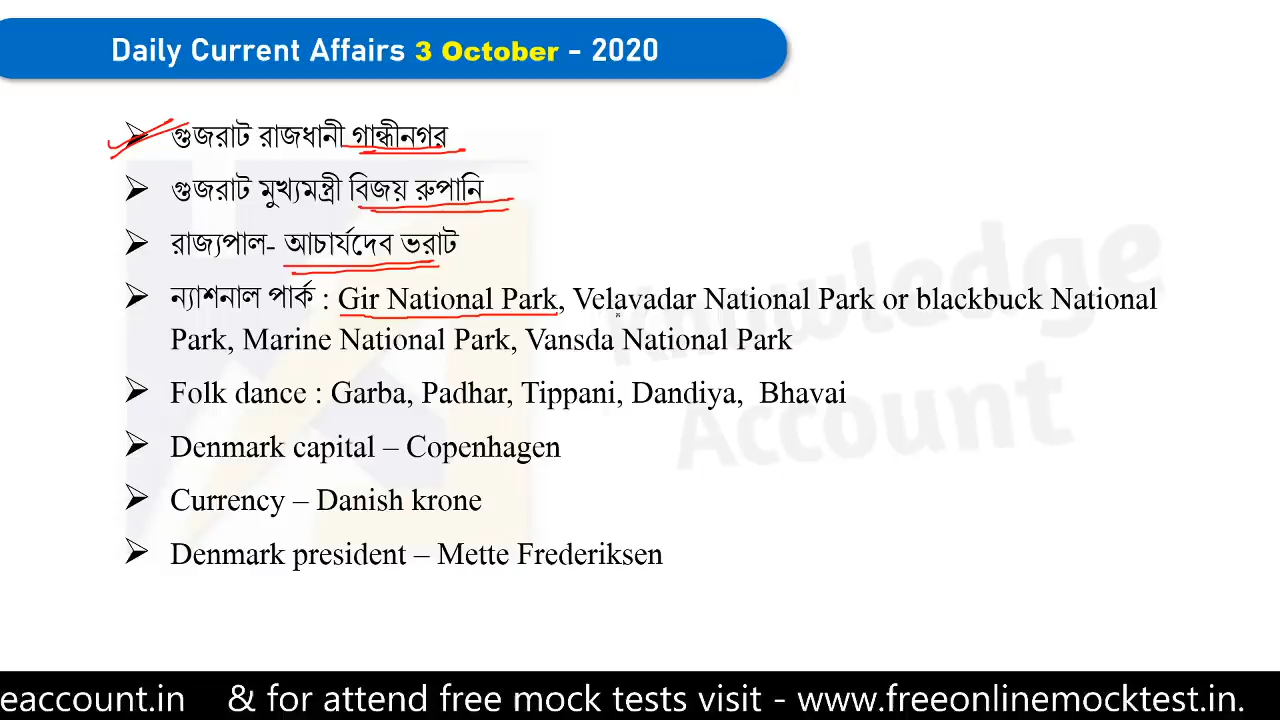 Daily Current Affairs 3 October - 2020
গুজরাট রাজধানী গান্ধীনগর
গুজরাট মুখ্যমন্ত্রী বিজয় রুপানি
রাজ্যপাল- আচার্যদেব ভরাট
ন্যাশনাল পার্ক : Gir National Park, Velavadar National Park or blackbuck National
Park, Marine National Park, Vansda National Park
Folk dance : Garba, Padhar, Tippani, Dandiya, Bhavai
Denmark capital – Copenhagen
Currency – Danish krone
Denmark president – Mette Frederiksen
Knowledge
Account
eaccount.in & for attend free mock tests visit - www.freeonlinemocktest.in.